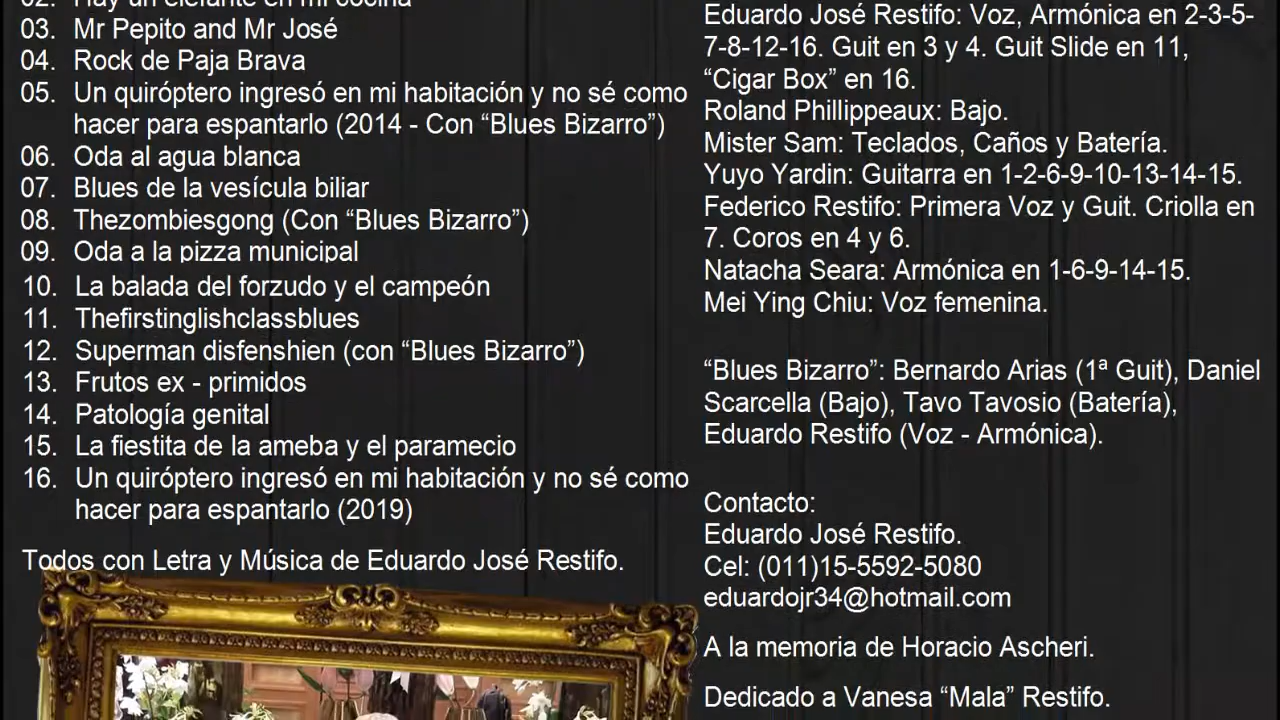 02. Hay un elefante en mi cocina
03. Mr Pepito and Mr José
04. Rock de Paja Brava
05. Un quiróptero ingresó en mi habitación y no sé como
hacer para espantarlo (2014 - Con “Blues Bizarro”)
06. Oda al agua blanca
07. Blues de la vesícula biliar
08. Thezombiesgong (Con “Blues Bizarro”)
09. Oda a la pizza municipal
10. La balada del forzudo y el campeón
11. Thefirstinglishclassblues
12. Superman disfenshien (con “Blues Bizarro”)
13. Frutos ex - primidos
14. Patología genital
15. La fiestita de la ameba y el paramecio
16. Un quiróptero ingresó en mi habitación y no sé como
hacer para espantarlo (2019)
Todos con Letra y Música de Eduardo José Restifo.
Eduardo José Restifo: Voz, Armónica en 2-3-5-
7-8-12-16. Guit en 3 y 4. Guit Slide en 11,
“Cigar Box” en 16.
Roland Phillippeaux: Bajo.
Mister Sam: Teclados, Caños y Batería.
Yuyo Yardin: Guitarra en 1-2-6-9-10-13-14-15.
Federico Restifo: Primera Voz y Guit. Criolla en
7. Coros en 4 y 6.
Natacha Seara: Armónica en 1-6-9-14-15.
Mei Ying Chiu: Voz femenina.
“Blues Bizarro”: Bernardo Arias (1ª Guit), Daniel
Scarcella (Bajo), Tavo Tavosio (Batería),
Eduardo Restifo (Voz - Armónica).
Contacto:
Eduardo José Restifo.
Cel: (011)15-5592-5080
eduardojr34@hotmail.com
A la memoria de Horacio Ascheri.
Dedicado a Vanesa “Mala” Restifo.